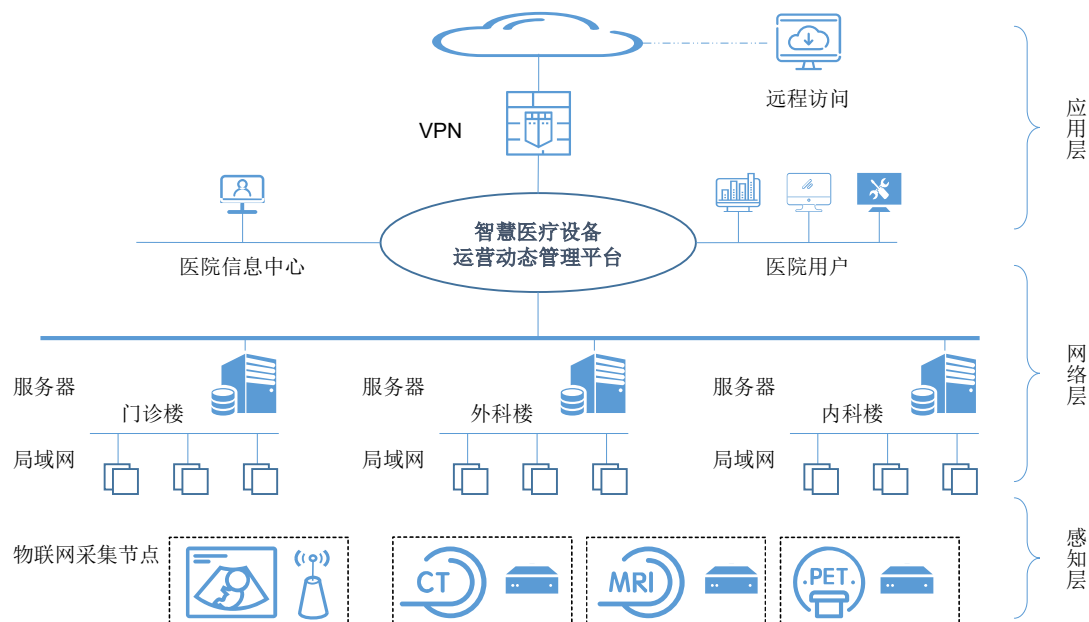 远程访问
应用层
VPN
智慧医疗设备
运营动态管理平台
医院信息中心
医院用户
网络层
服务器
门诊楼
服务器
外科楼
服务器
内科楼
局域网
局域网
局域网
感知层
物联网采集节点
CT
MRI
.PET.